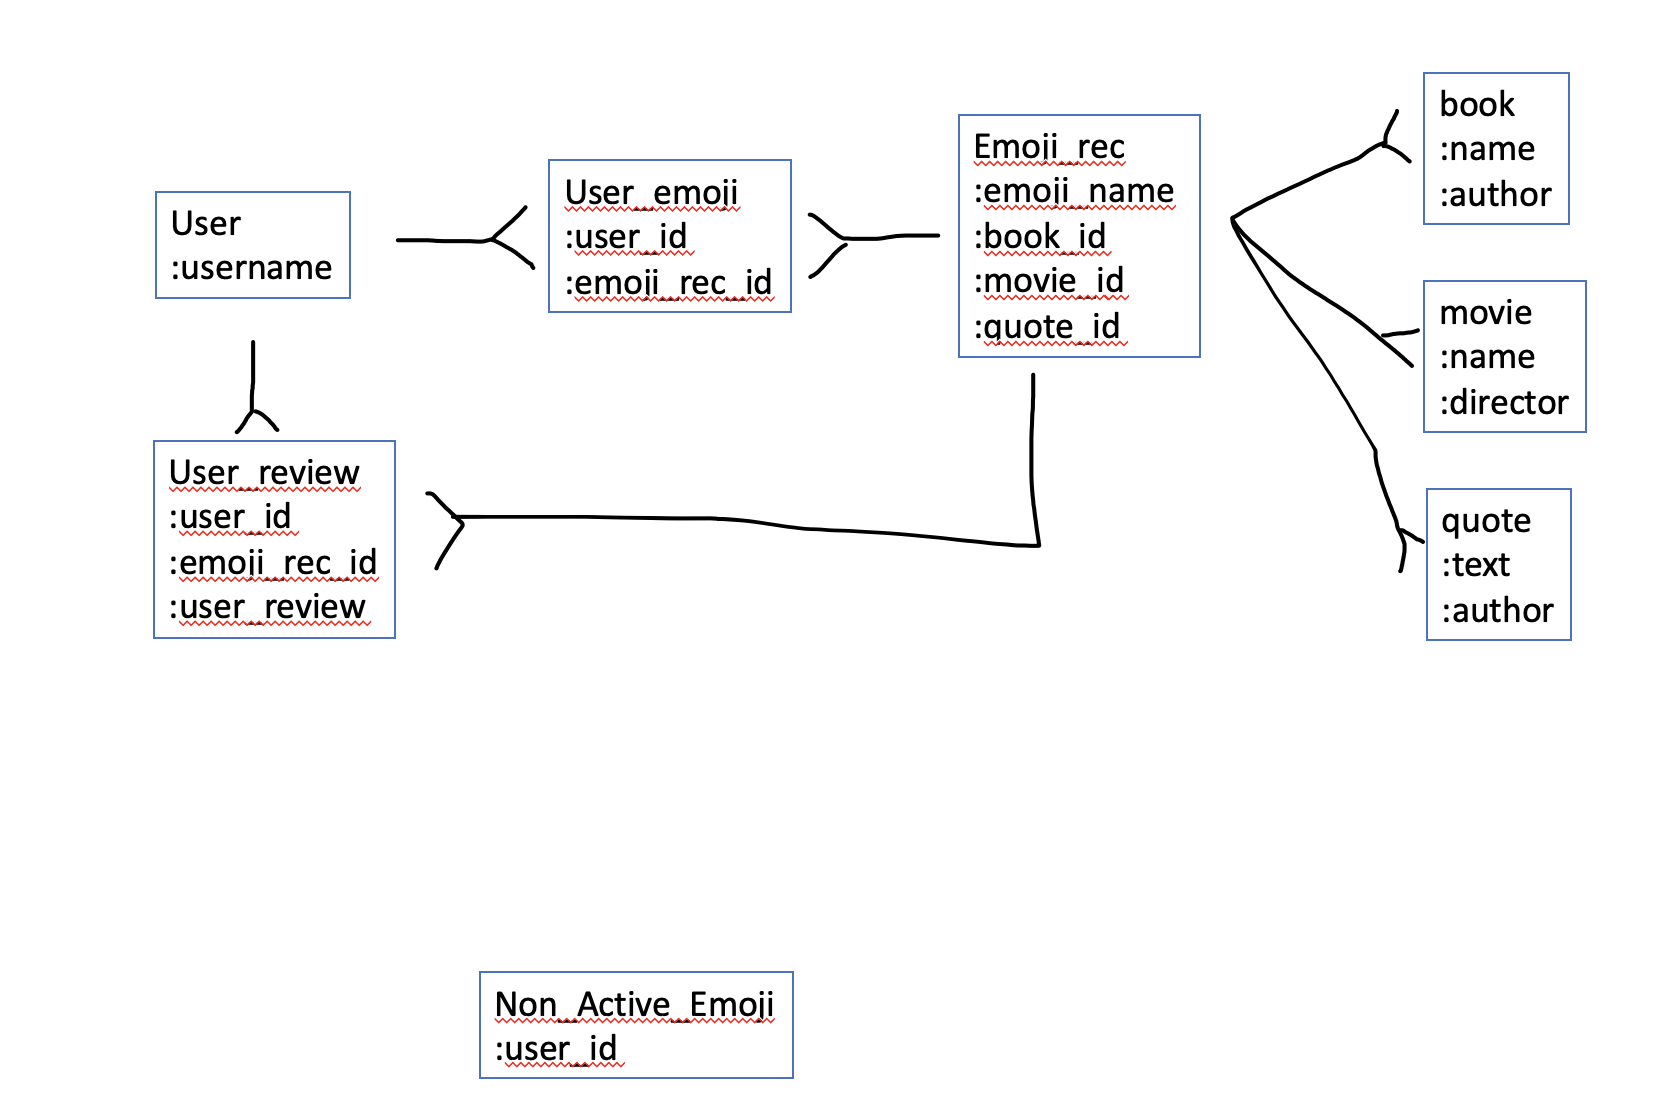 User
:username
User_emoji
:user_id
:emoji_rec_id
Emoji_rec
:emoji_name
:book_id
:movie_id
:quote_id
book
:name
:author
movie
:name
:director
quote
:text
:author
User_review
:user_id
:emoji_rec_id
:user_review
Non_Active_Emoji
:user_id